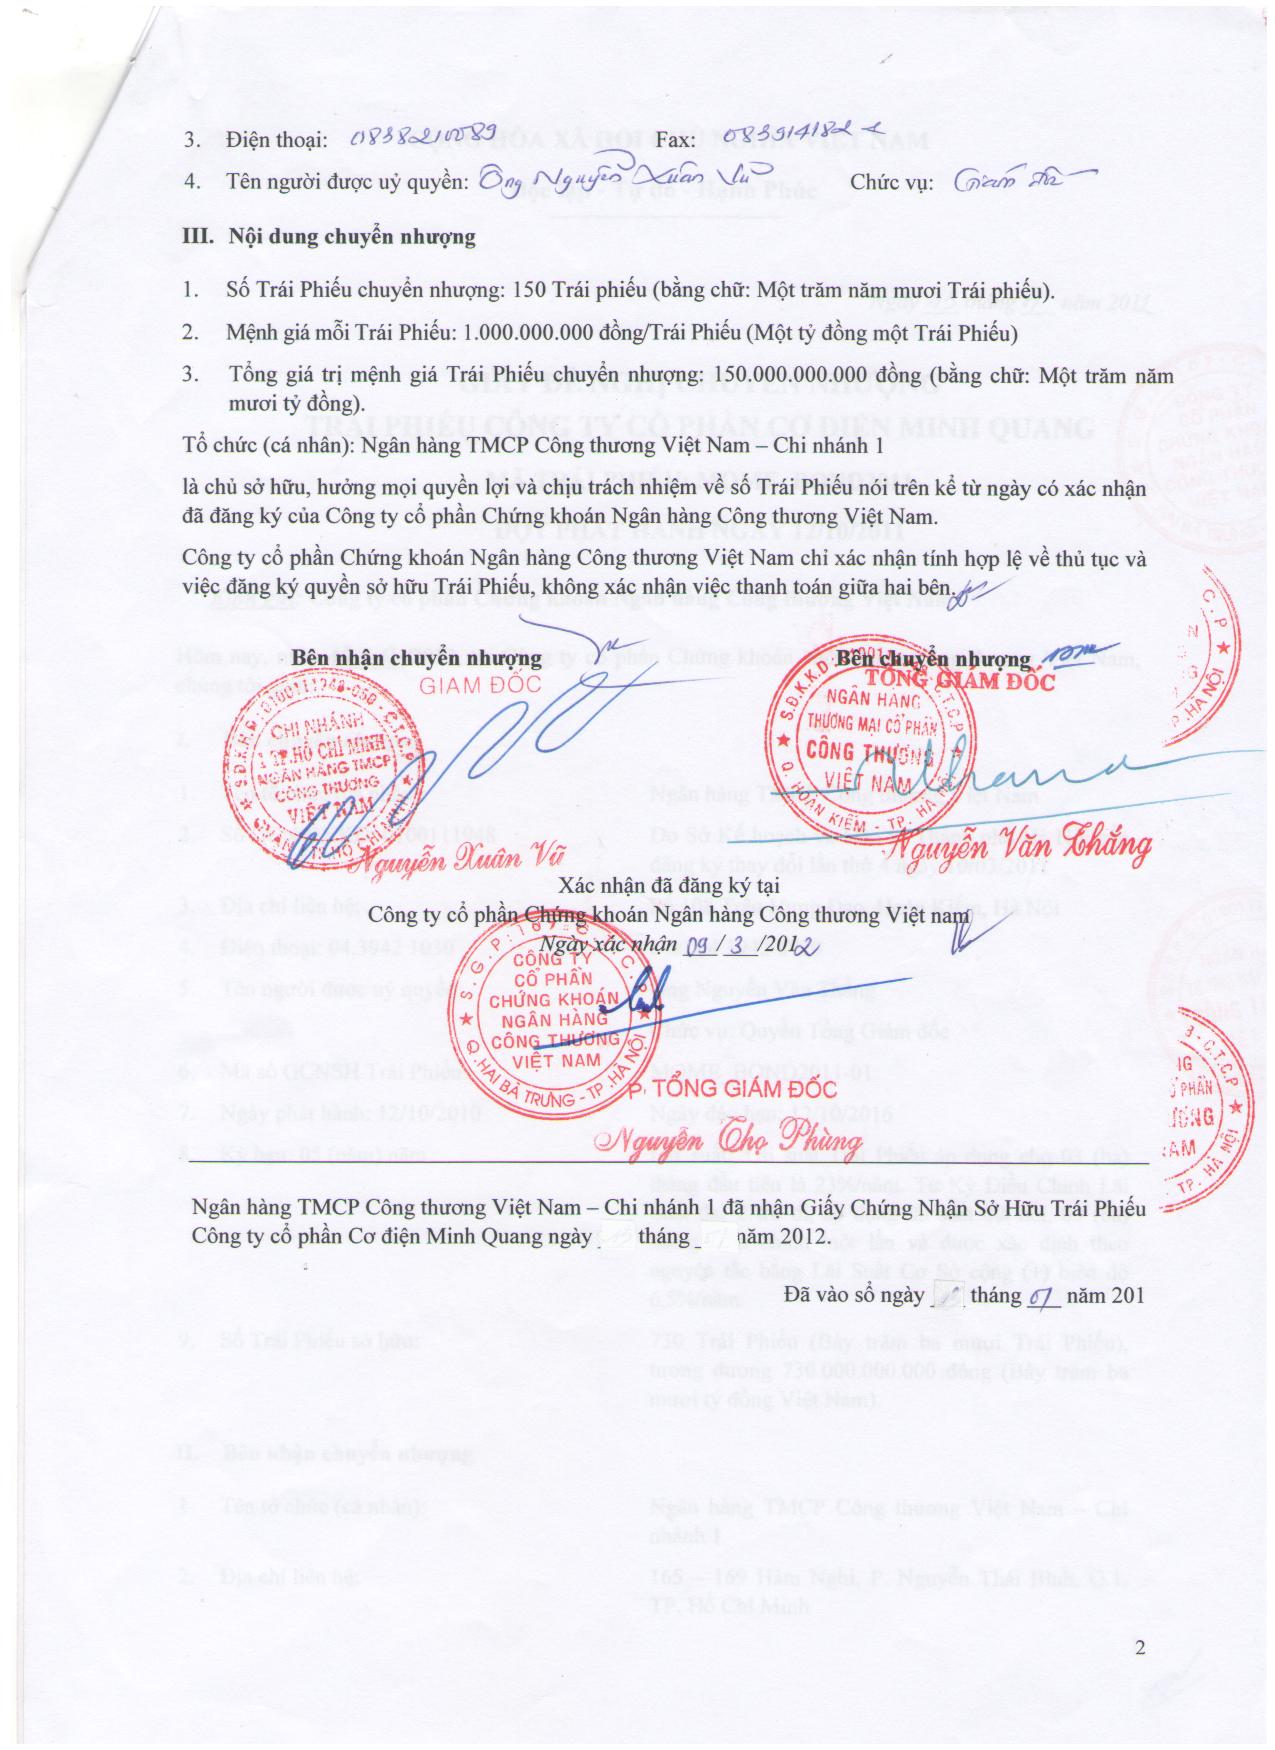 3. Điện thoại: 0838210089 Fax: 083914182
4. Tên người được uỷ quyền: Ông Nguyễn Xuân Vũ Chức vụ: Giám đốc
III. Nội dung chuyển nhượng
1. Số Trái Phiếu chuyển nhượng: 150 Trái phiếu (bằng chữ: Một trăm năm mươi Trái phiếu).
2. Mệnh giá mỗi Trái Phiếu: 1.000.000.000 đồng/Trái Phiếu (Một tỷ đồng một Trái Phiếu)
3. Tổng giá trị mệnh giá Trái Phiếu chuyển nhượng: 150.000.000.000 đồng (bằng chữ: Một trăm năm
mươi tỷ đồng).
Tổ chức (cá nhân): Ngân hàng TMCP Công thương Việt Nam – Chi nhánh 1
là chủ sở hữu, hưởng mọi quyền lợi và chịu trách nhiệm về số Trái Phiếu nói trên kể từ ngày có xác nhận
đã đăng ký của Công ty cổ phần Chứng khoán Ngân hàng Công thương Việt Nam.
Công ty cổ phần Chứng khoán Ngân hàng Công thương Việt Nam chỉ xác nhận tính hợp lệ về thủ tục và
việc đăng ký quyền sở hữu Trái Phiếu, không xác nhận việc thanh toán giữa hai bên.
Bên nhận chuyển nhượng Bên chuyển nhượng
GIÁM ĐỐC TỔNG GIÁM ĐỐC
CHI NHÁNH
1 TP.HỒ CHÍ MINH
NGÂN HÀNG TMCP
CÔNG THƯƠNG
VIỆT NAM
NGÂN HÀNG
THƯƠNG MẠI CỔ PHẦN
CÔNG THƯƠNG
VIỆT NAM
Q. HOÀN KIẾM - TP. HÀ NỘI
Nguyễn Xuân Vũ Nguyễn Văn Thắng
Xác nhận đã đăng ký tại
Công ty cổ phần Chứng khoán Ngân hàng Công thương Việt nam
Ngày xác nhận 09/3/2012
CÔNG TY
CỔ PHẦN
CHỨNG KHOÁN
NGÂN HÀNG
CÔNG THƯƠNG
VIỆT NAM
Q.HAI BÀ TRƯNG - TP.HÀ NỘI
P. TỔNG GIÁM ĐỐC
Nguyễn Thọ Phùng
Ngân hàng TMCP Công thương Việt Nam – Chi nhánh 1 đã nhận Giấy Chứng Nhận Sở Hữu Trái Phiếu
Công ty cổ phần Cơ điện Minh Quang ngày tháng năm 2012.
Đã vào sổ ngày tháng 01 năm 201
2